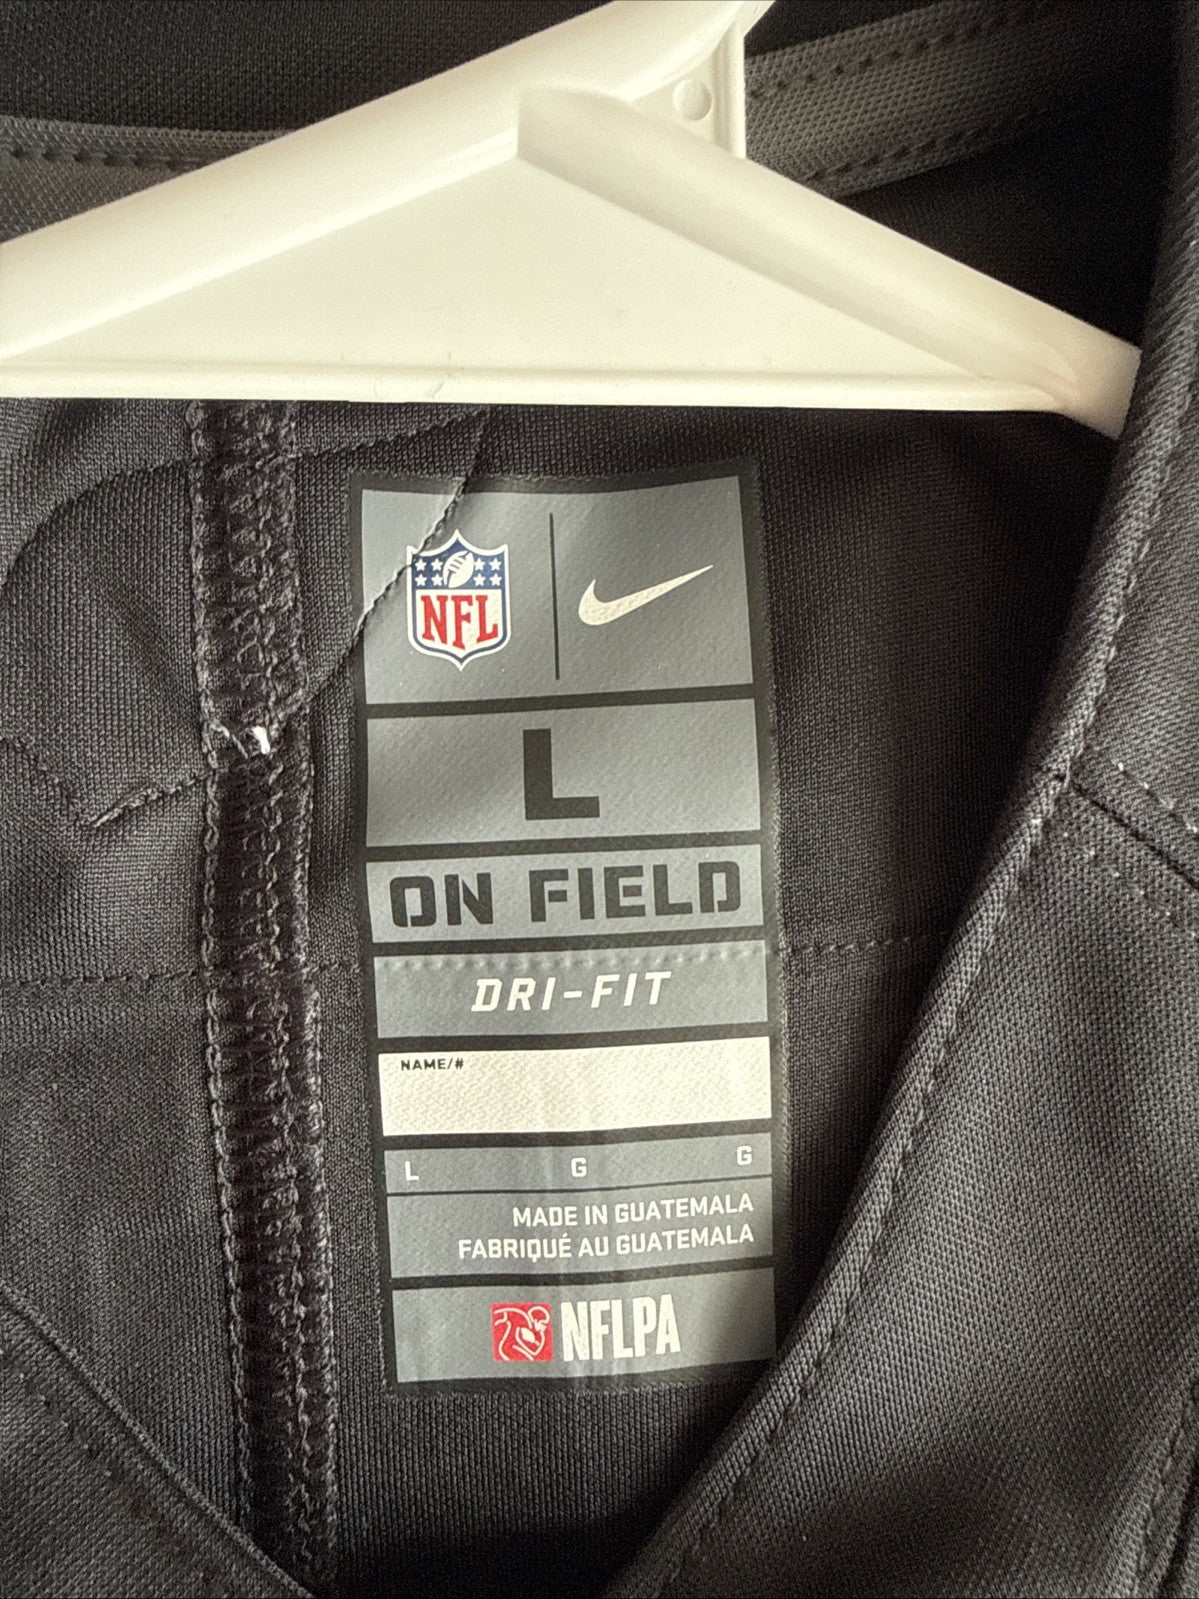 NFL
L
ON FIELD
DRI-FIT
NAME/#
L G G
MADE IN GUATEMALA
FABRIQUÉ AU GUATEMALA
NFLPA